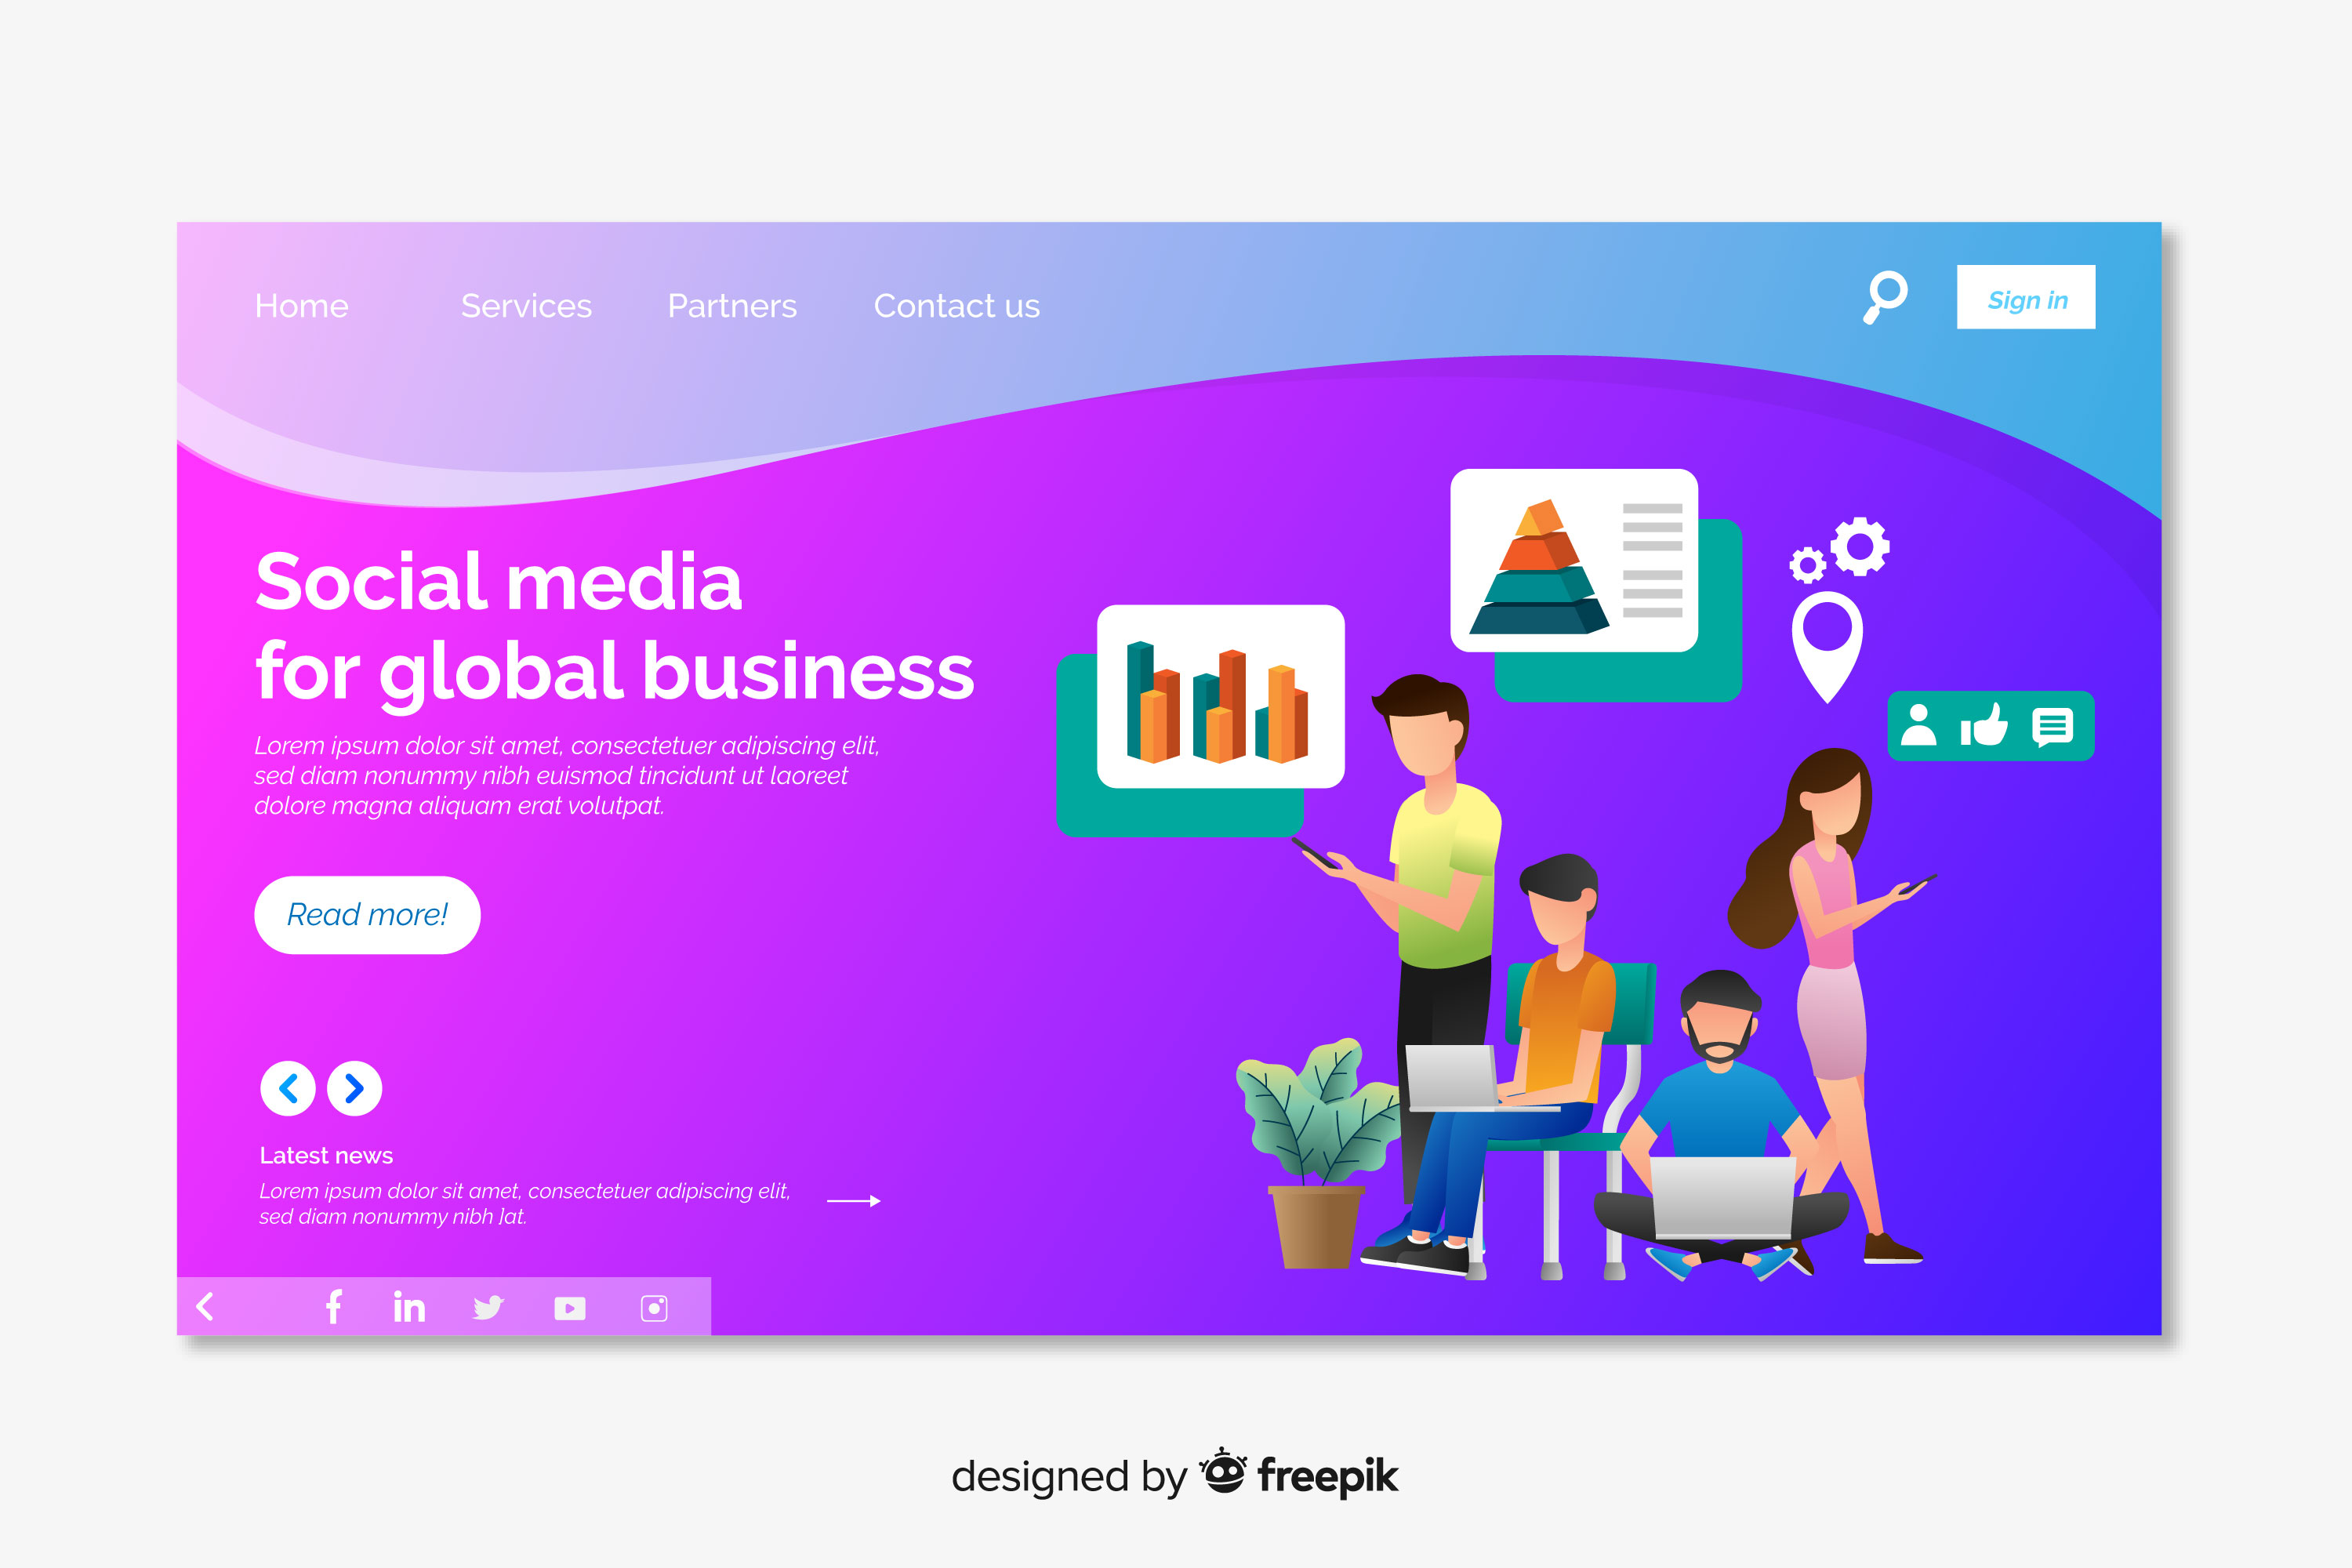 Home Services Partners Contact us Sign in
Social media
for global business
Lorem ipsum dolor sit amet, consectetuer adipiscing elit,
sed diam nonummy nibh euismod tincidunt ut laoreet
dolore magna aliquam erat volutpat.
Read more!
Latest news
Lorem ipsum dolor sit amet, consectetuer adipiscing elit,
sed diam nonummy nibh ]at.
designed by freepik